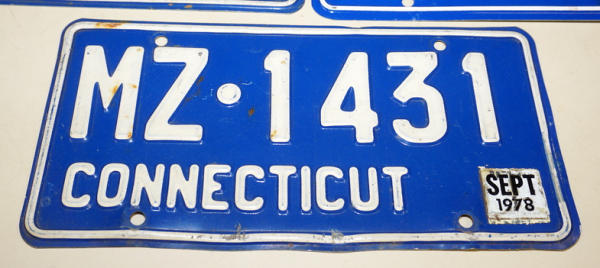 MZ·1431
CONNECTICUT
SEPT
1978